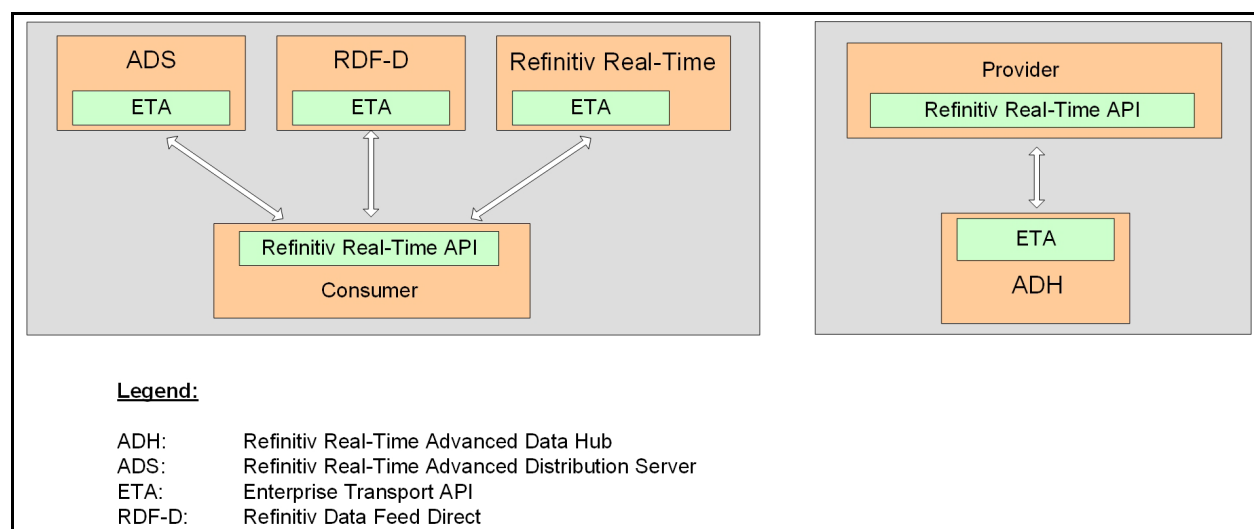 ADS
ETA
RDF-D
ETA
Refinitiv Real-Time
ETA
Refinitiv Real-Time API
Consumer
Provider
Refinitiv Real-Time API
ETA
ADH
Legend:
ADH: Refinitiv Real-Time Advanced Data Hub
ADS: Refinitiv Real-Time Advanced Distribution Server
ETA: Enterprise Transport API
RDF-D: Refinitiv Data Feed Direct